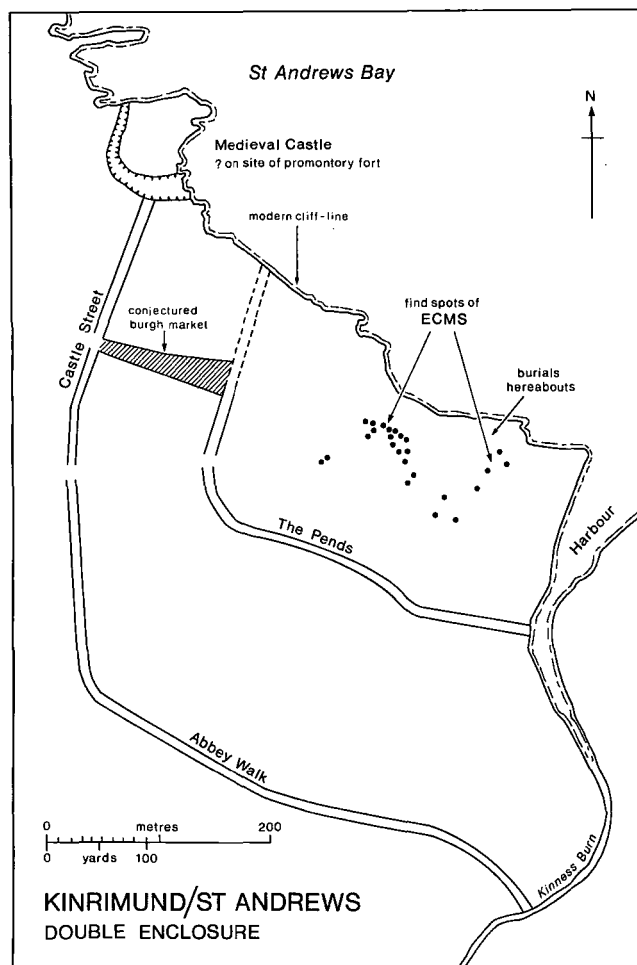 St Andrews Bay
N
Medieval Castle
? on site of promontory fort
modern cliff-line
find spots of
ECMS
conjectured
burgh market
Castle Street
burials
hereabouts
The Pends
Harbour
Abbey Walk
Kinness Burn
0 metres 200
0 yards 100
KINRIMUND/ST ANDREWS
DOUBLE ENCLOSURE